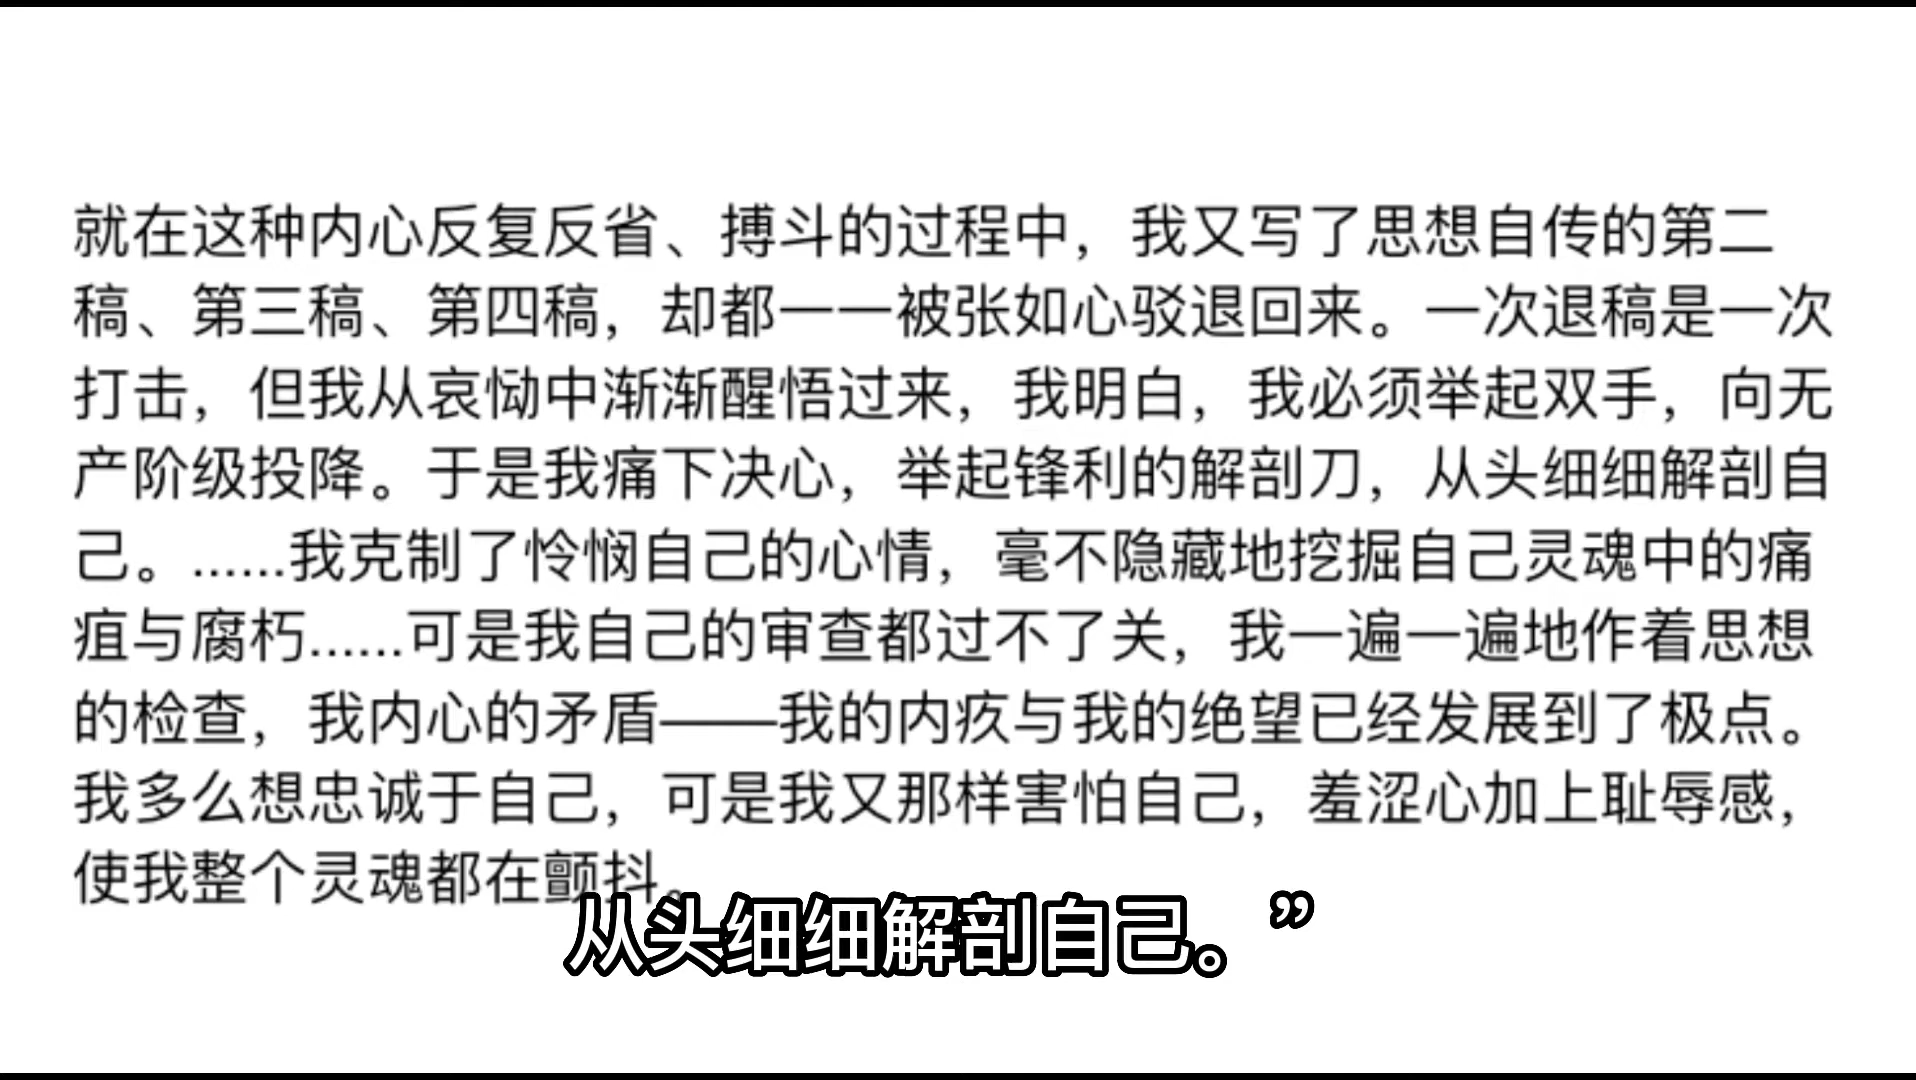 就在这种内心反复反省、搏斗的过程中，我又写了思想自传的第二
稿、第三稿、第四稿，却都一一被张如心驳退回来。一次退稿是一次
打击，但我从哀恸中渐渐醒悟过来，我明白，我必须举起双手，向无
产阶级投降。于是我痛下决心，举起锋利的解剖刀，从头细细解剖自
己。......我克制了怜悯自己的心情，毫不隐藏地挖掘自己灵魂中的痛
疽与腐朽......可是我自己的审查都过不了关，我一遍一遍地作着思想
的检查，我内心的矛盾——我的内疚与我的绝望已经发展到了极点。
我多么想忠诚于自己，可是我又那样害怕自己，羞涩心加上耻辱感，
使我整个灵魂都在颤抖。
从头细细解剖自己。”